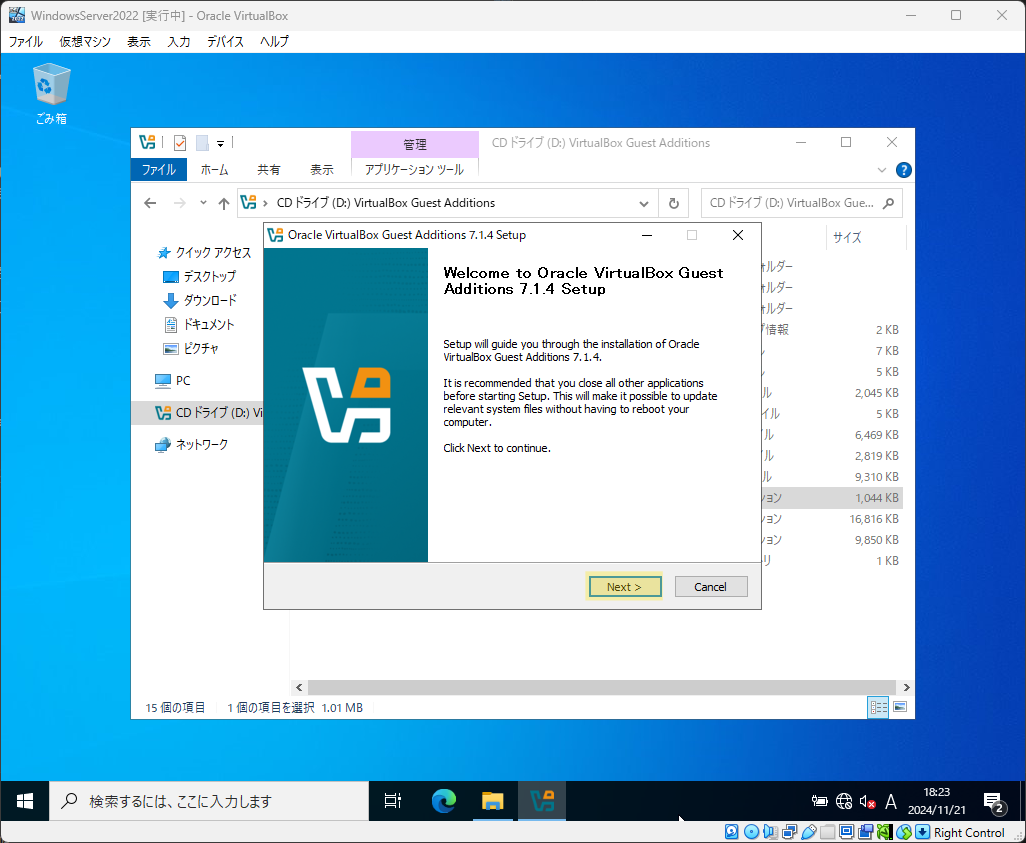 WindowsServer2022 [実行中] - Oracle VirtualBox
ファイル 仮想マシン 表示 入力 デバイス ヘルプ
ごみ箱
管理
CD ドライブ (D:) VirtualBox Guest Additions
ファイル ホーム 共有 表示 アプリケーション ツール
CD ドライブ (D:) VirtualBox Guest Additions
CD ドライブ (D:) VirtualBox Gue...
クイック アクセス
デスクトップ
ダウンロード
ドキュメント
ピクチャ
PC
CD ドライブ (D:) Vi
ネットワーク
Oracle VirtualBox Guest Additions 7.1.4 Setup
Welcome to Oracle VirtualBox Guest
Additions 7.1.4 Setup
Setup will guide you through the installation of Oracle
VirtualBox Guest Additions 7.1.4.
It is recommended that you close all other applications
before starting Setup. This will make it possible to update
relevant system files without having to reboot your
computer.
Click Next to continue.
Next >
Cancel
サイズ
ォルダー
ォルダー
ォルダー
情報 2 KB
7 KB
5 KB
ル 2,045 KB
イル 5 KB
ル 6,469 KB
ル 2,819 KB
ル 9,310 KB
ション 1,044 KB
ション 16,816 KB
ション 9,850 KB
リ 1 KB
15 個の項目 1 個の項目を選択 1.01 MB
検索するには、ここに入力します
A
18:23
2024/11/21
2
Right Control